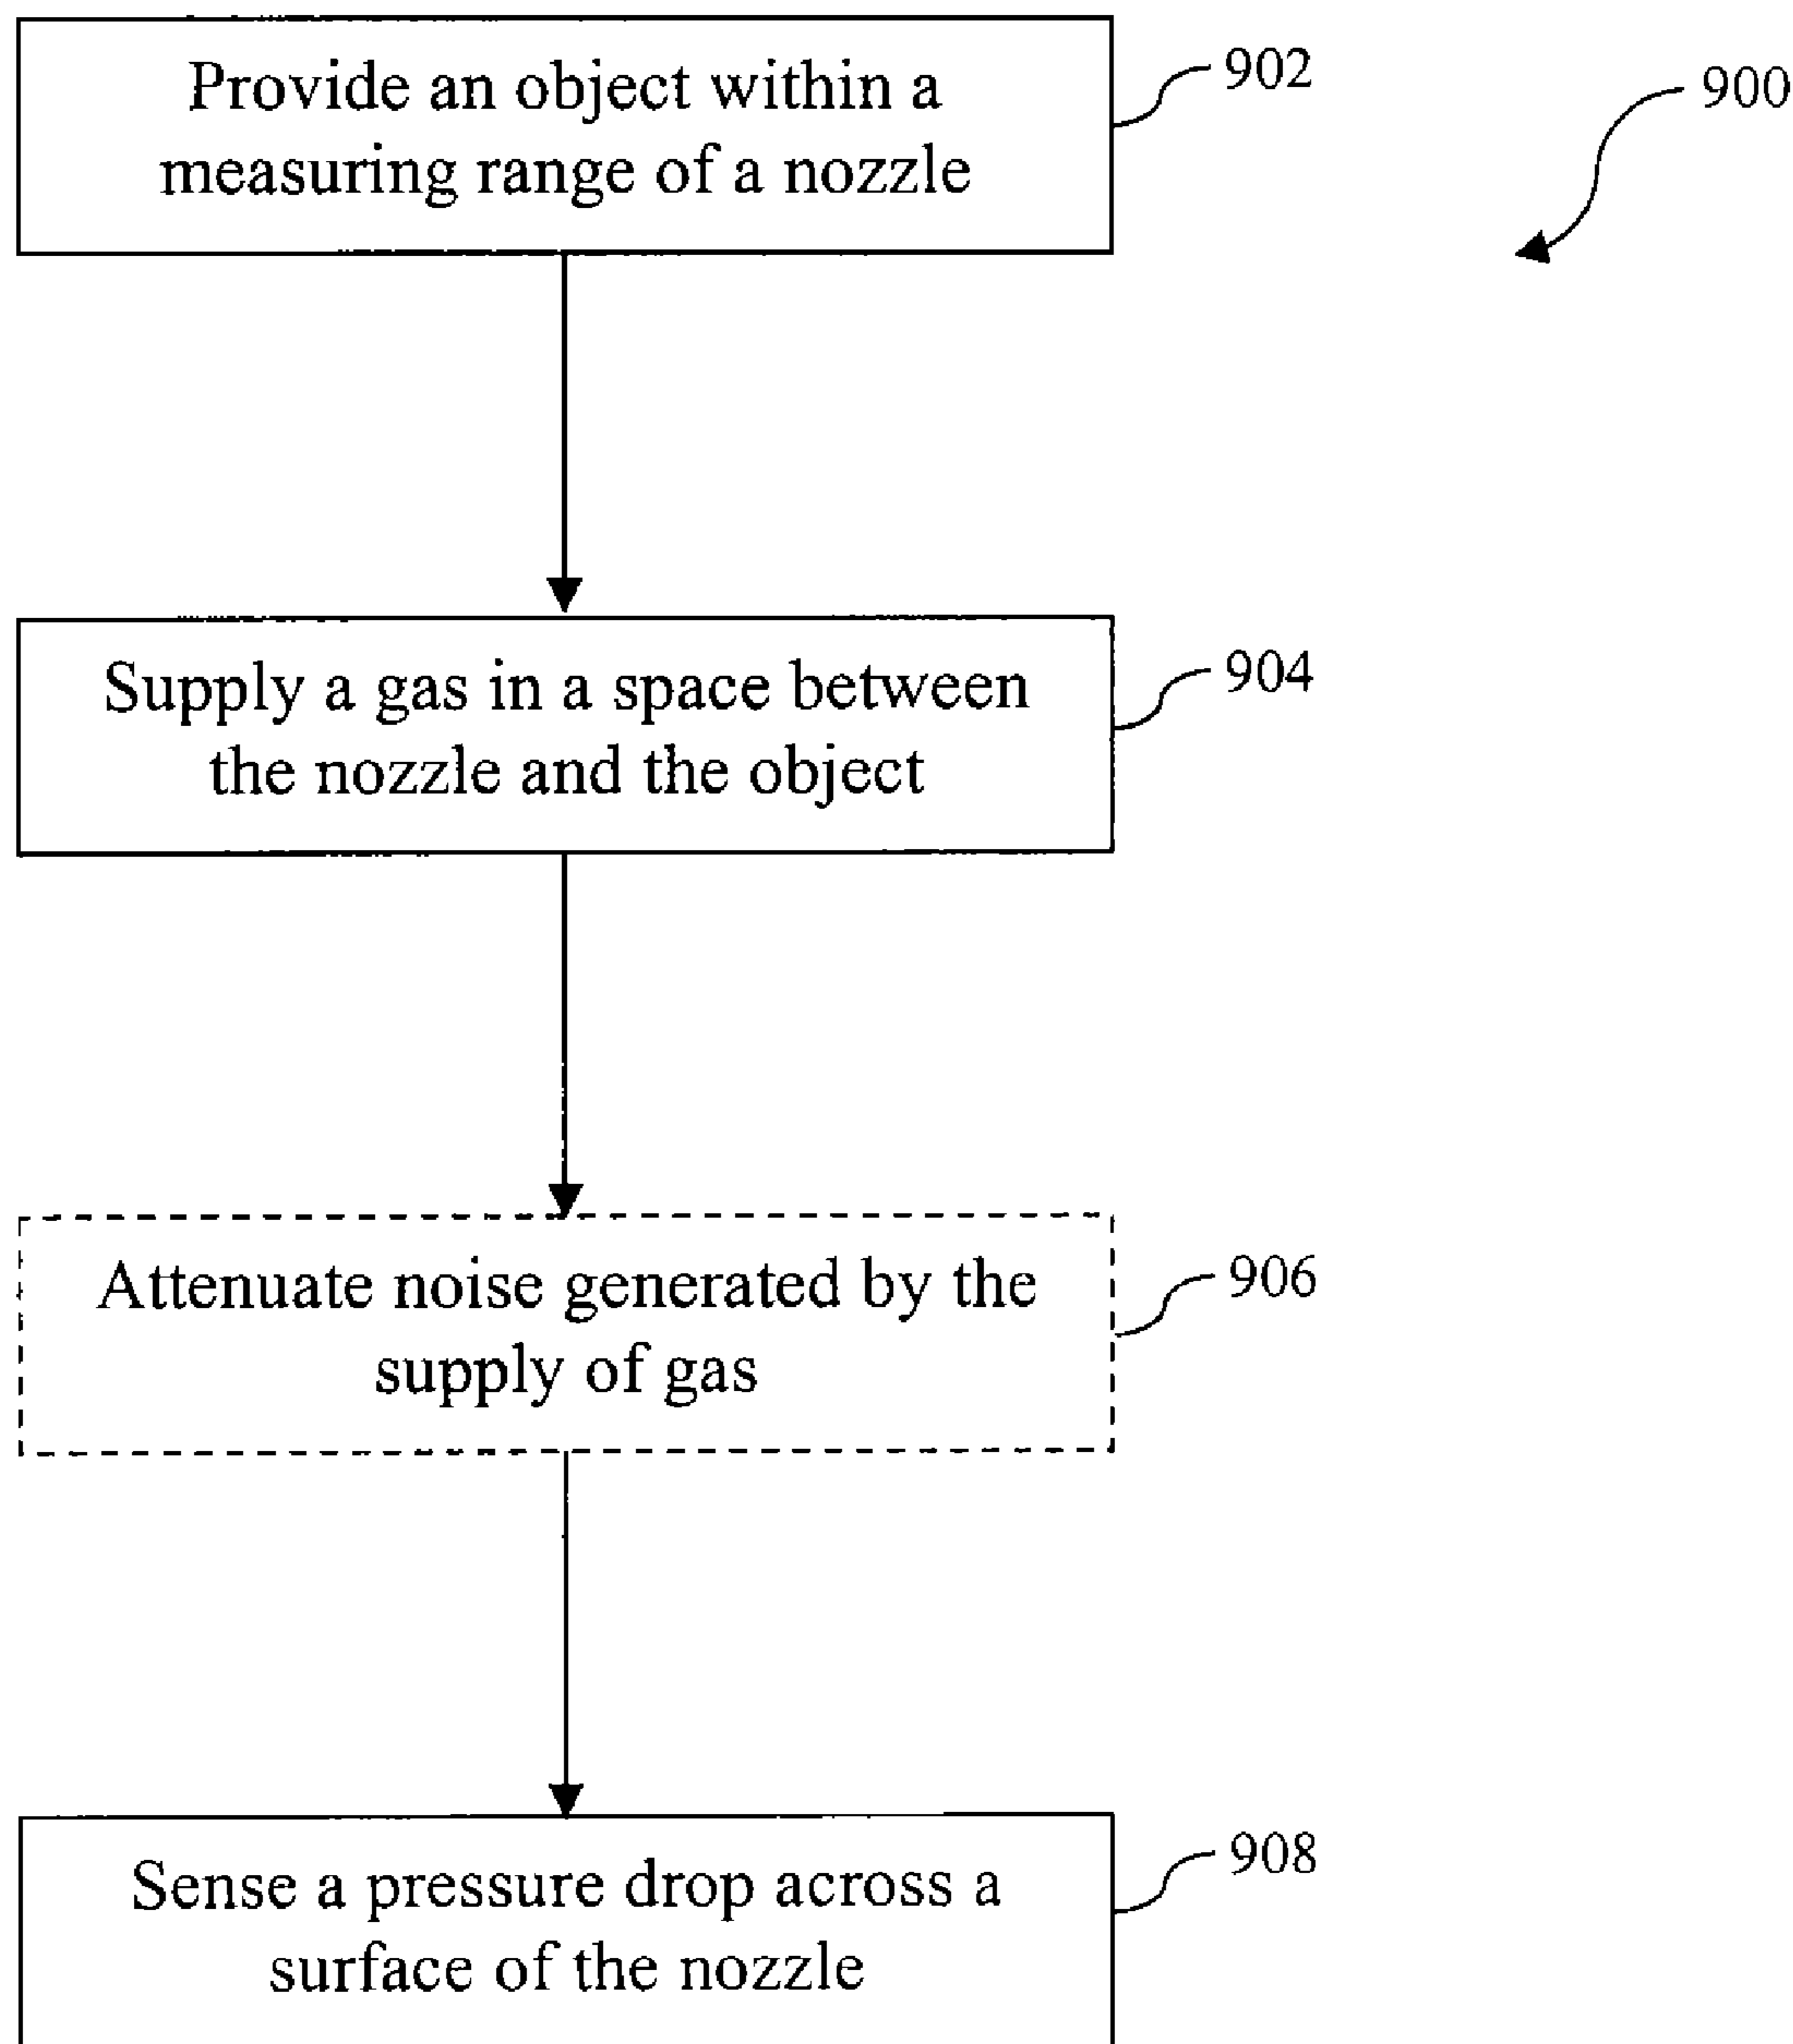 Provide an object within a
measuring range of a nozzle
902
900
Supply a gas in a space between
the nozzle and the object
904
Attenuate noise generated by the
supply of gas
906
Sense a pressure drop across a
surface of the nozzle
908